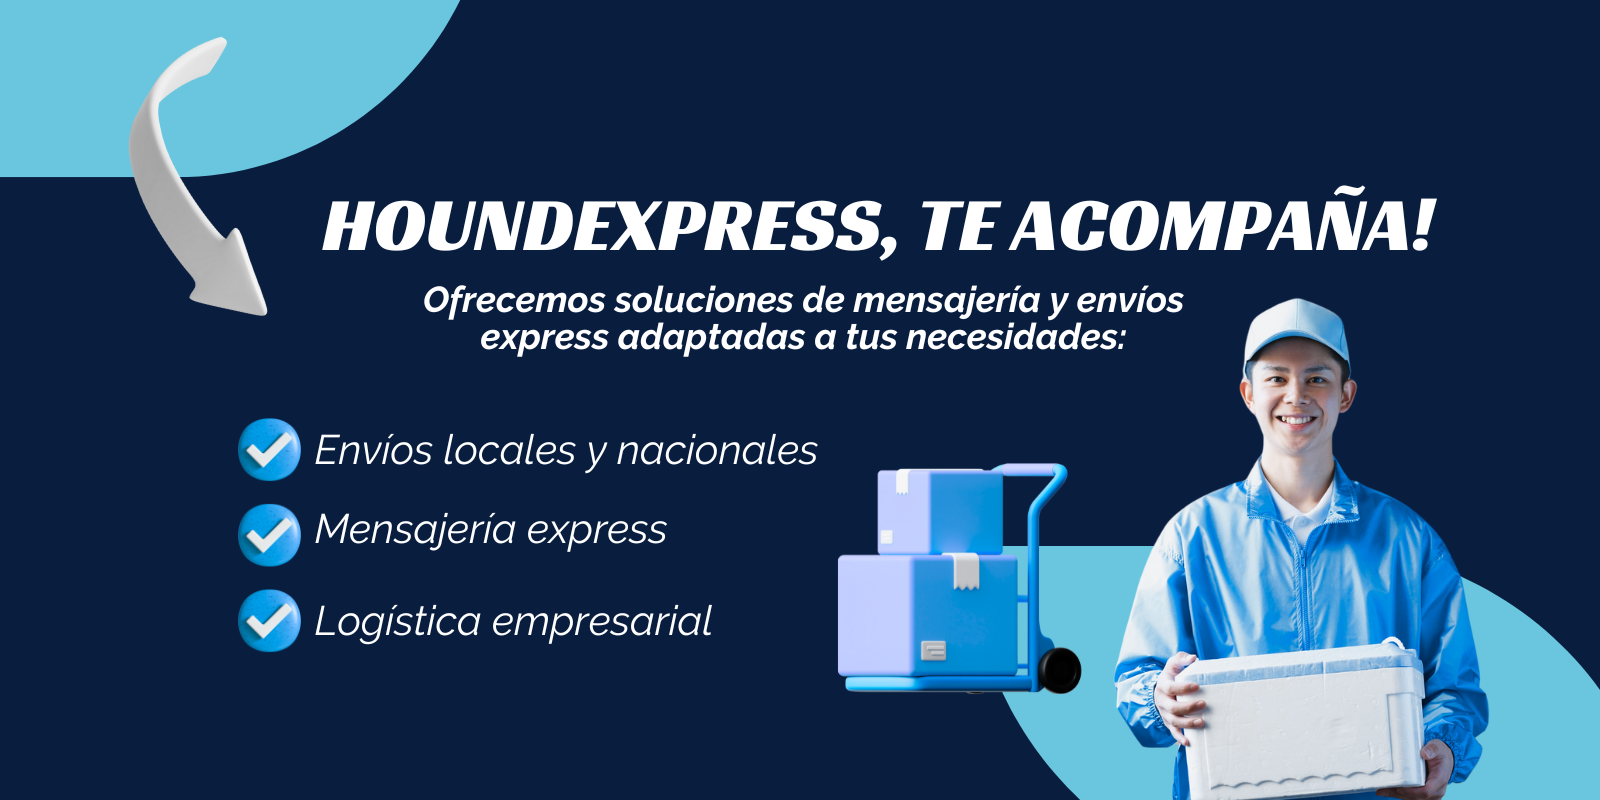 HOUNDEXPRESS, TE ACOMPAÑA!
Ofrecemos soluciones de mensajería y envíos
express adaptadas a tus necesidades:
Envíos locales y nacionales
Mensajería express
Logística empresarial